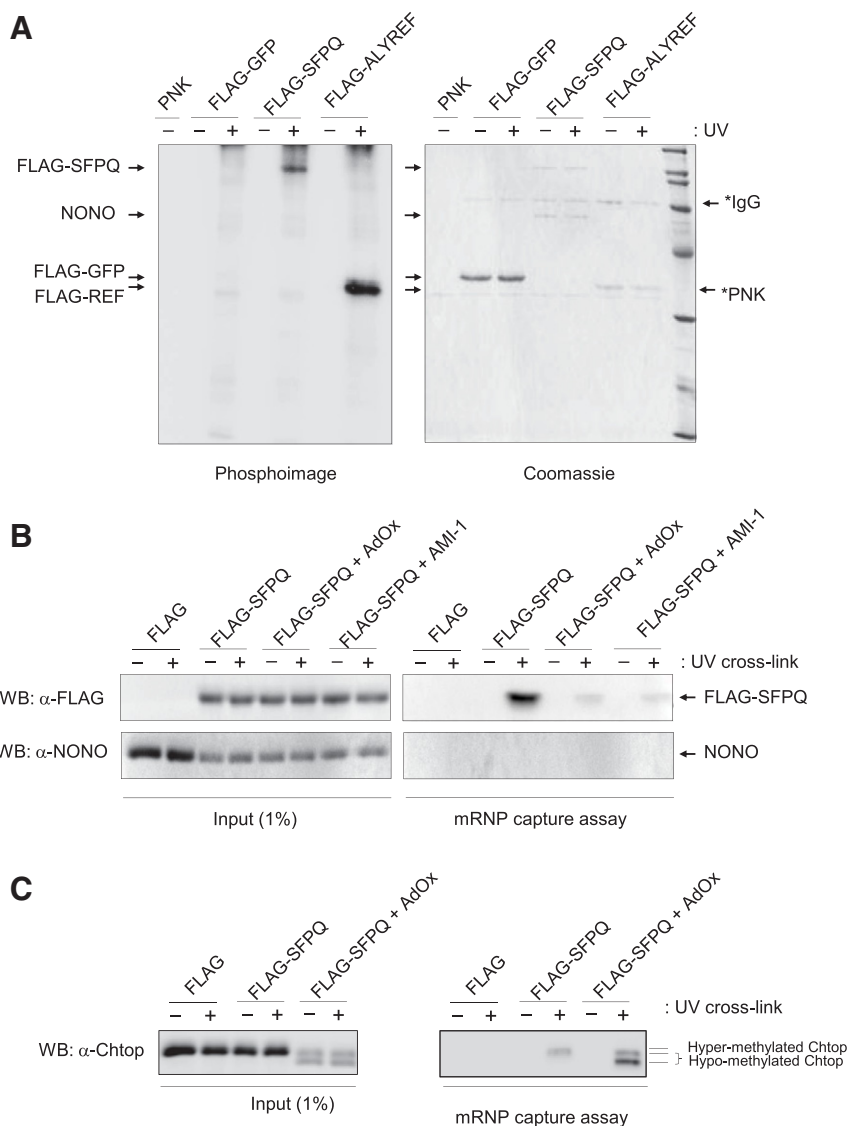 A
PNK
FLAG-GFP
FLAG-SFPQ
FLAG-ALYREF
PNK
FLAG-GFP
FLAG-SFPQ
FLAG-ALYREF
– – + – + – + – – + – + – + : UV
FLAG-SFPQ
*IgG
NONO
FLAG-GFP
FLAG-REF
*PNK
Phosphoimage
Coomassie
B
FLAG
FLAG-SFPQ
FLAG-SFPQ + AdOx
FLAG-SFPQ + AMI-1
FLAG
FLAG-SFPQ
FLAG-SFPQ + AdOx
FLAG-SFPQ + AMI-1
– + – + – + – + – + – + – + – + : UV cross-link
WB: α-FLAG
FLAG-SFPQ
WB: α-NONO
NONO
Input (1%)
mRNP capture assay
C
FLAG
FLAG-SFPQ
FLAG-SFPQ + AdOx
FLAG
FLAG-SFPQ
FLAG-SFPQ + AdOx
– + – + – + – + – + – + : UV cross-link
WB: α-Chtop
Hyper-methylated Chtop
Hypo-methylated Chtop
Input (1%)
mRNP capture assay